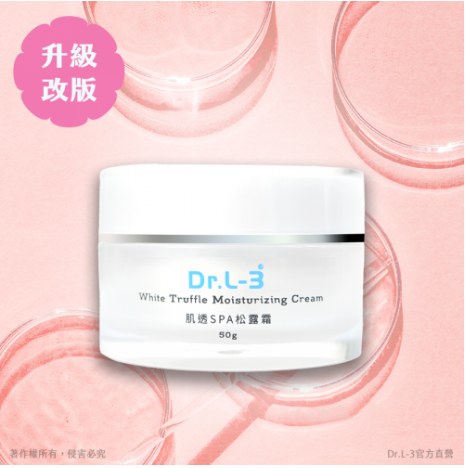 升級
改版
Dr.L-3®
White Truffle Moisturizing Cream
肌透SPA松露霜
50g
著作權所有，侵害必究
Dr.L-3官方直營